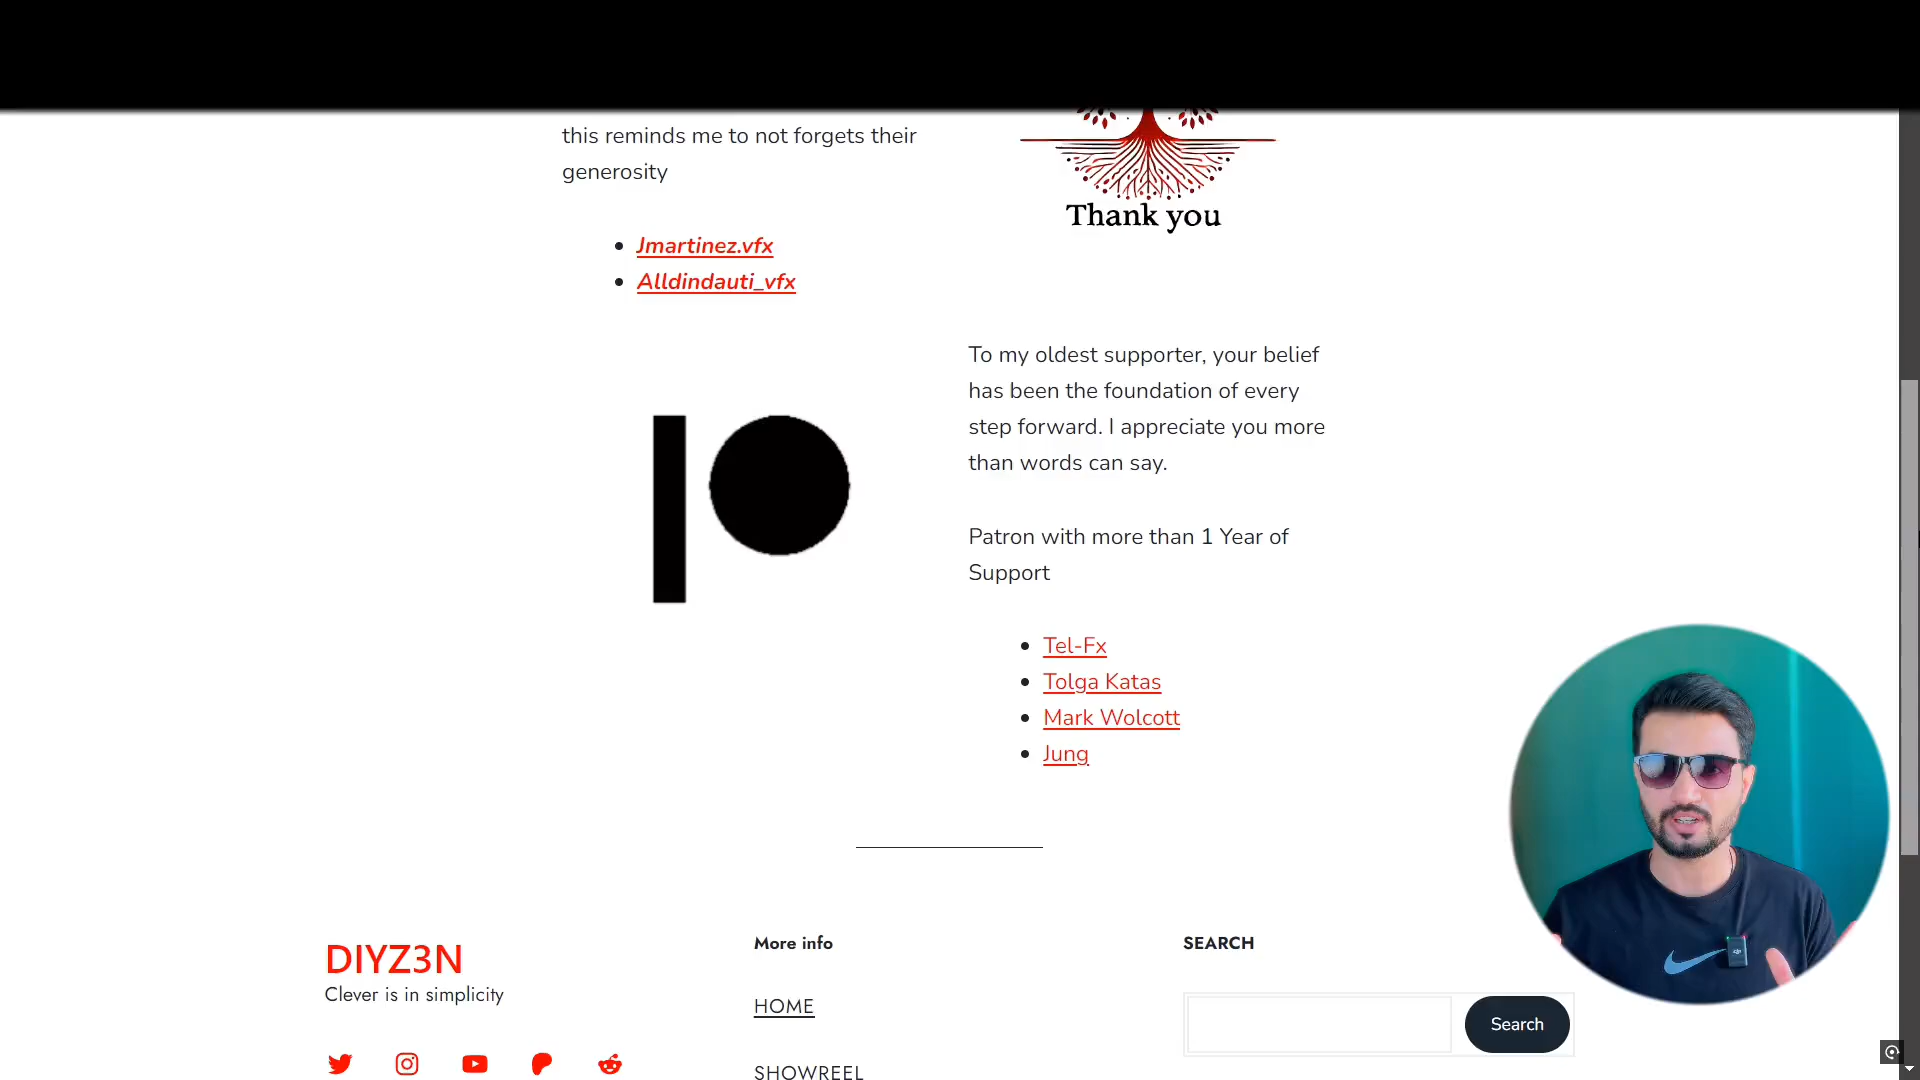 this reminds me to not forgets their
generosity
Jmartinez.vfx
Alldindauti_vfx
Thank you
To my oldest supporter, your belief
has been the foundation of every
step forward. I appreciate you more
than words can say.
Patron with more than 1 Year of
Support
Tel-Fx
Tolga Katas
Mark Wolcott
Jung
DIYZ3N
Clever is in simplicity
More info
HOME
SHOWREEL
SEARCH
Search